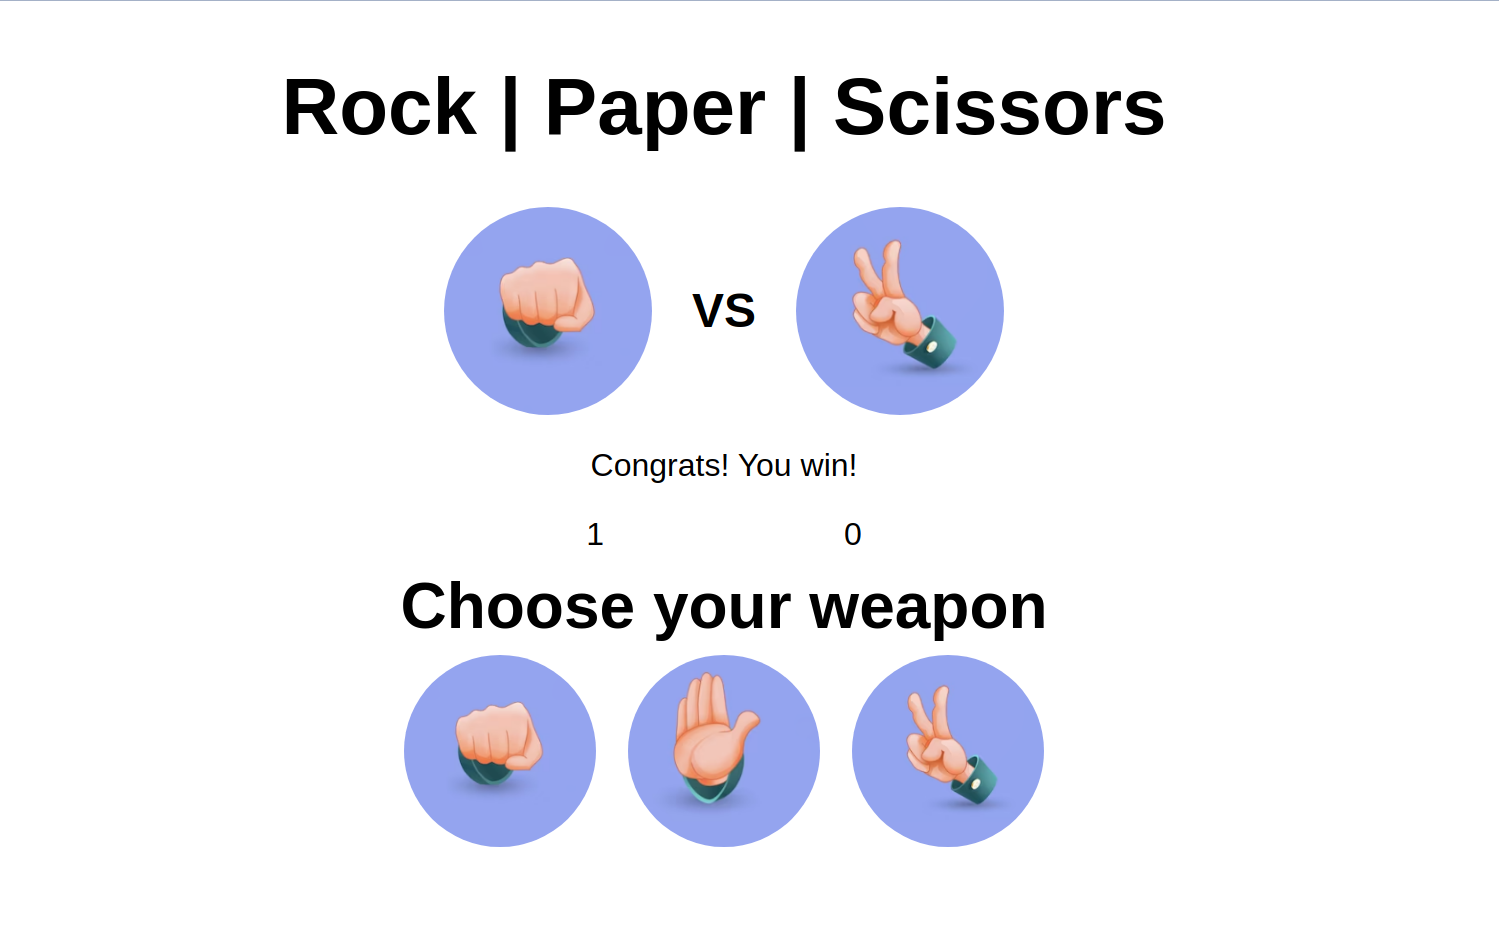 Rock | Paper | Scissors
VS
Congrats! You win!
1 0
Choose your weapon